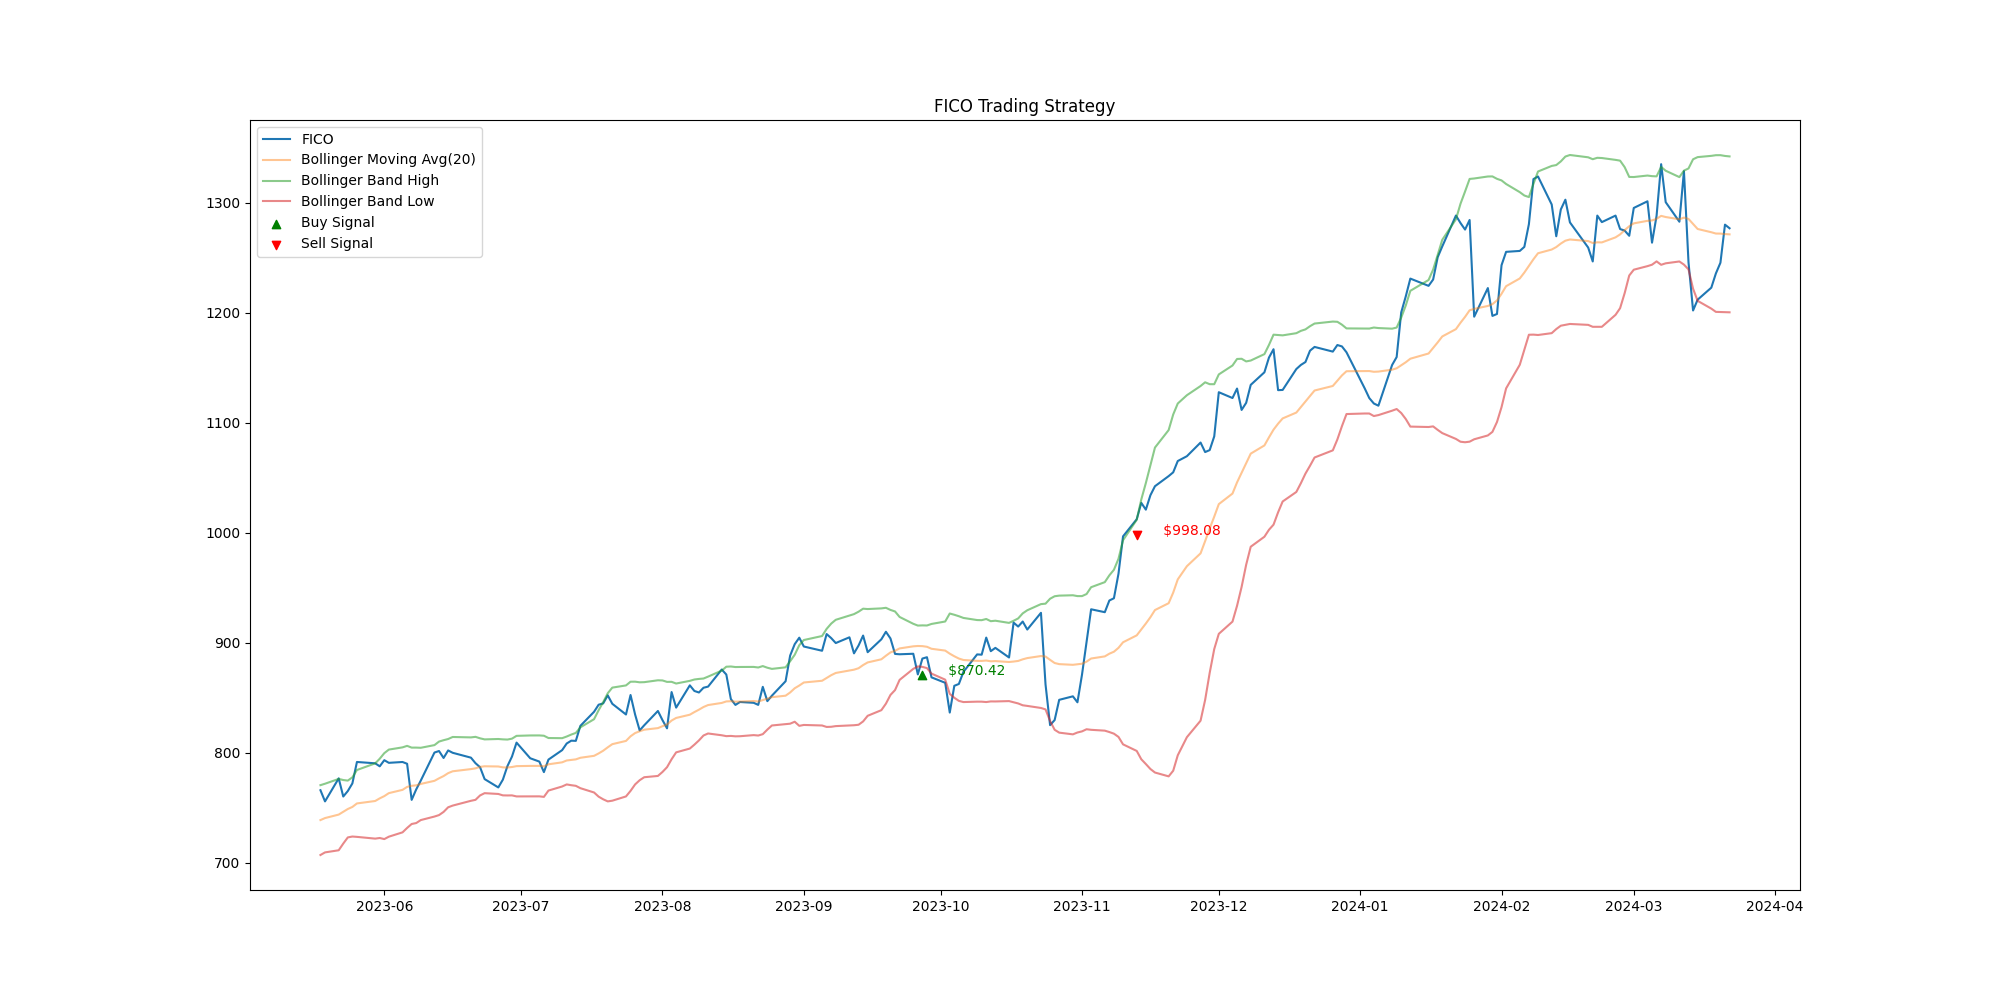 FICO Trading Strategy
FICO
Bollinger Moving Avg(20)
Bollinger Band High
Bollinger Band Low
Buy Signal
Sell Signal
1300
1200
1100
1000
900
800
700
$998.08
$870.42
2023-06 2023-07 2023-08 2023-09 2023-10 2023-11 2023-12 2024-01 2024-02 2024-03 2024-04